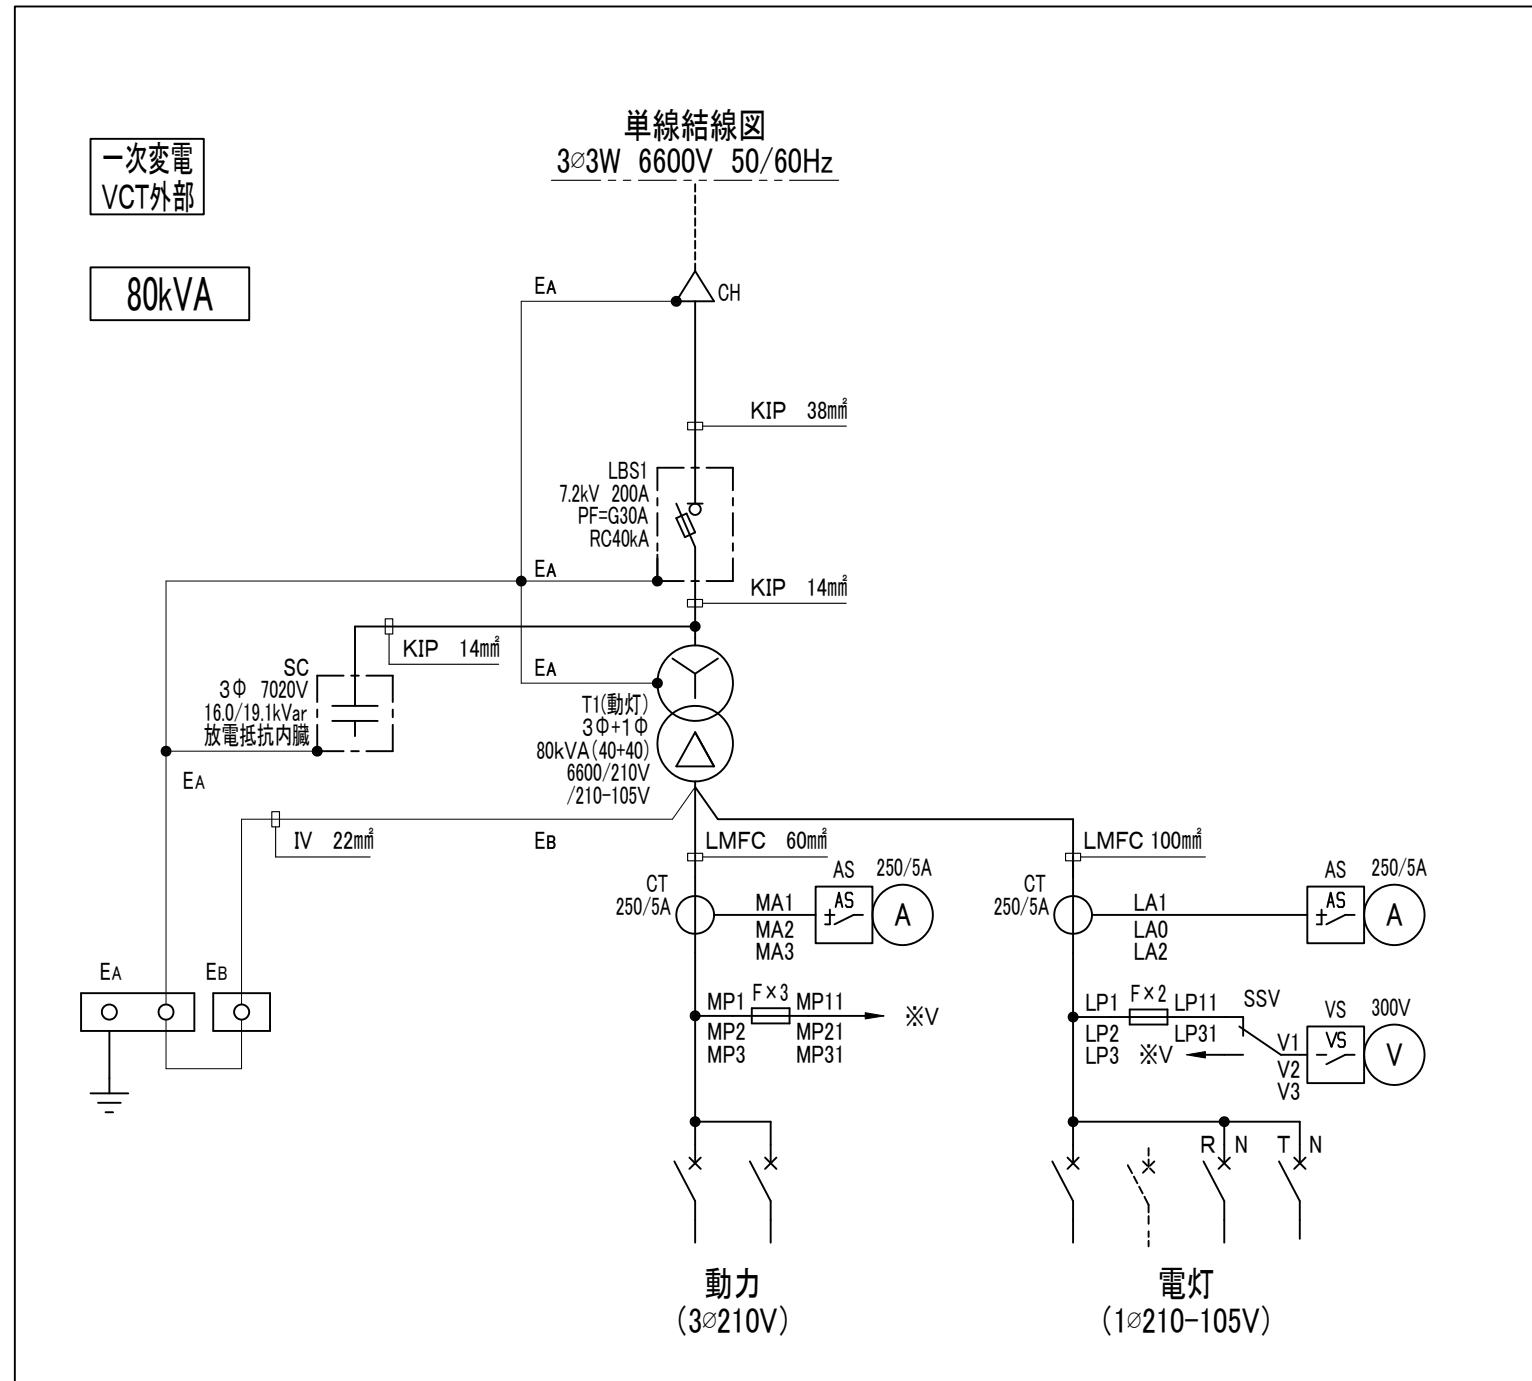 単線結線図
3∅3W 6600V 50/60Hz
一次変電
VCT外部
80kVA
EA
CH
KIP 38mm²
LBS1
7.2kV 200A
PF=G30A
RC40kA
EA
KIP 14mm²
KIP 14mm²
EA
SC
3Φ 7020V
16.0/19.1kVar
放電抵抗内臓
EA
T1(動灯)
3Φ+1Φ
80kVA(40+40)
6600/210V
/210-105V
IV 22mm²
EB
LMFC 60mm²
LMFC 100mm²
CT
250/5A
MA1
MA2
MA3
AS
AS
250/5A
A
CT
250/5A
LA1
LA0
LA2
AS
AS
250/5A
A
EA
EB
MP1
MP2
MP3
F×3
MP11
MP21
MP31
※V
LP1
LP2
LP3
F×2
LP11
LP31
※V
SSV
V1
V2
V3
VS
VS
300V
V
R N
T N
動力
(3∅210V)
電灯
(1∅210-105V)